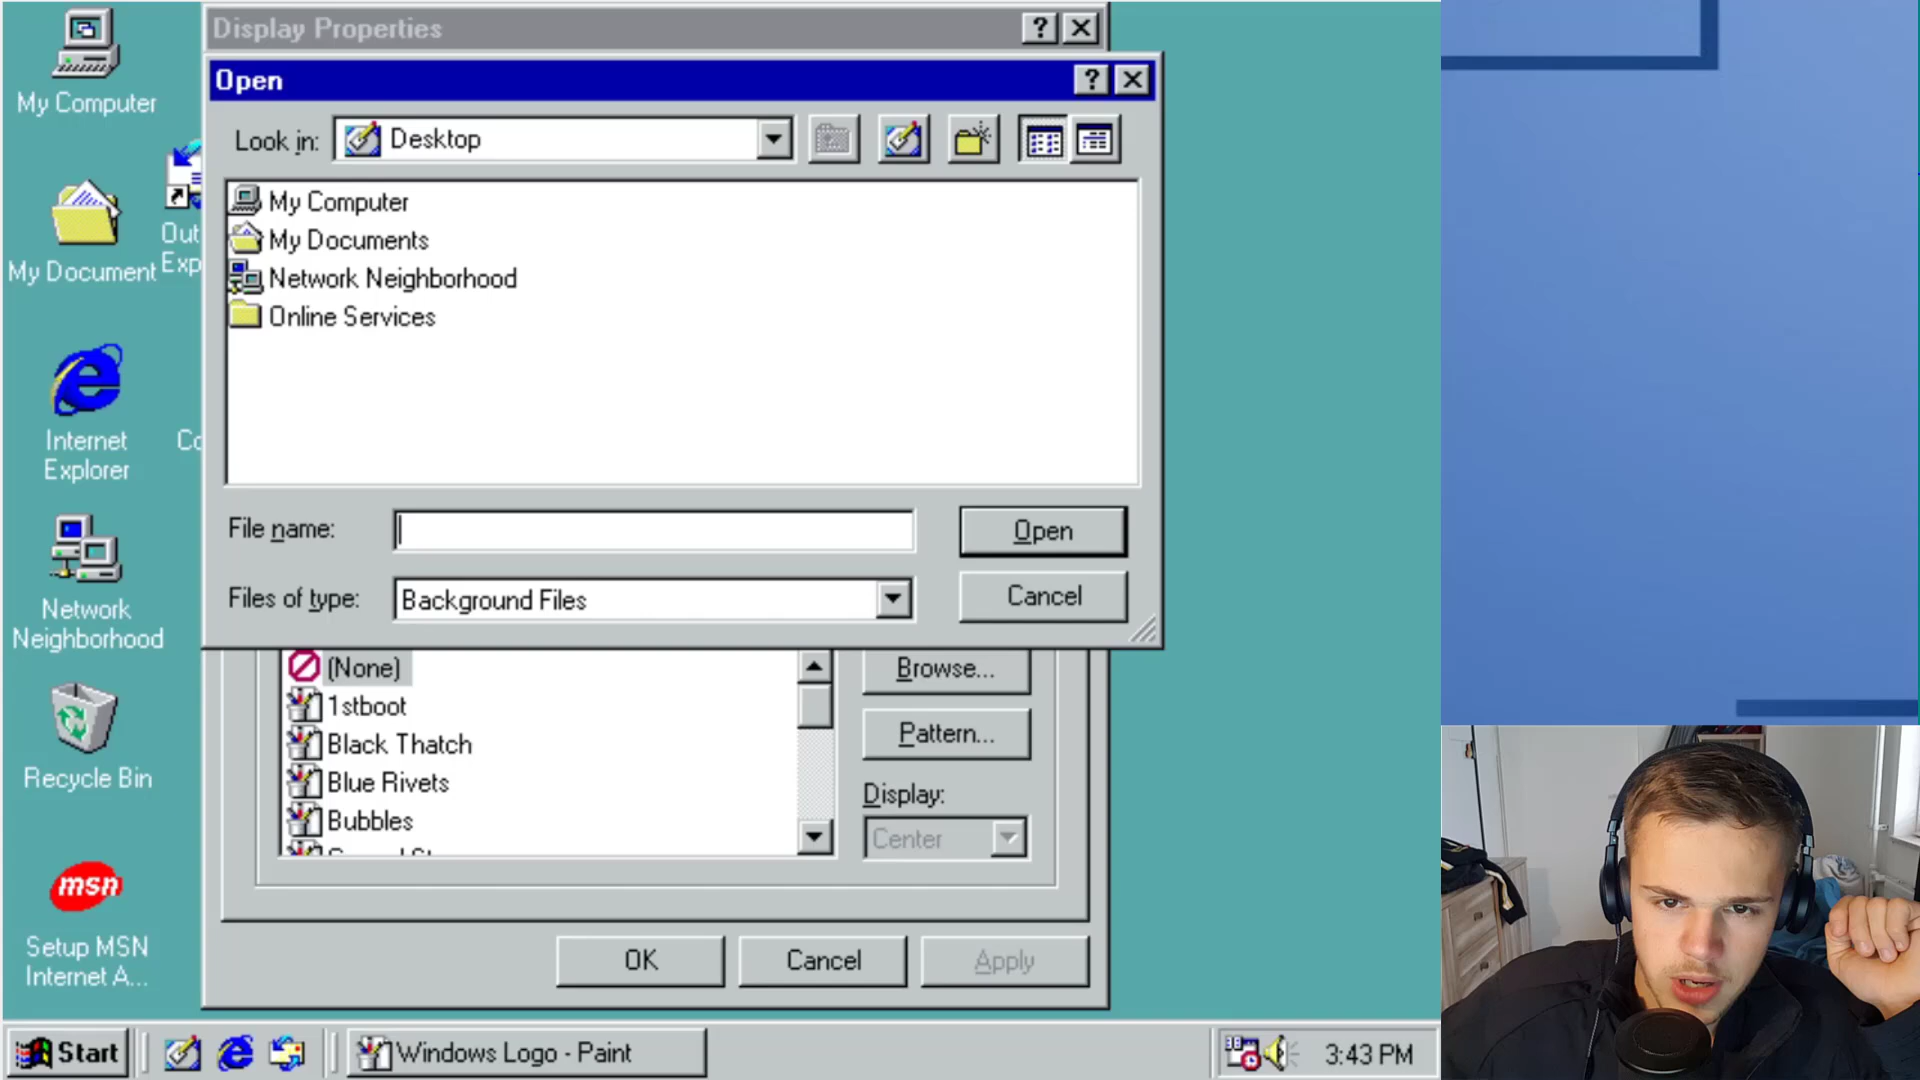 Display Properties
Open
Look in: Desktop
My Computer
My Documents
Network Neighborhood
Online Services
File name:
Open
Files of type: Background Files
Cancel
(None)
1stboot
Black Thatch
Blue Rivets
Bubbles
Browse...
Pattern...
Display:
Center
OK
Cancel
Apply
My Computer
My Document
Out
Exp
Internet
Explorer
Co
Network
Neighborhood
Recycle Bin
msn
Setup MSN
Internet A...
Start
Windows Logo - Paint
3:43 PM